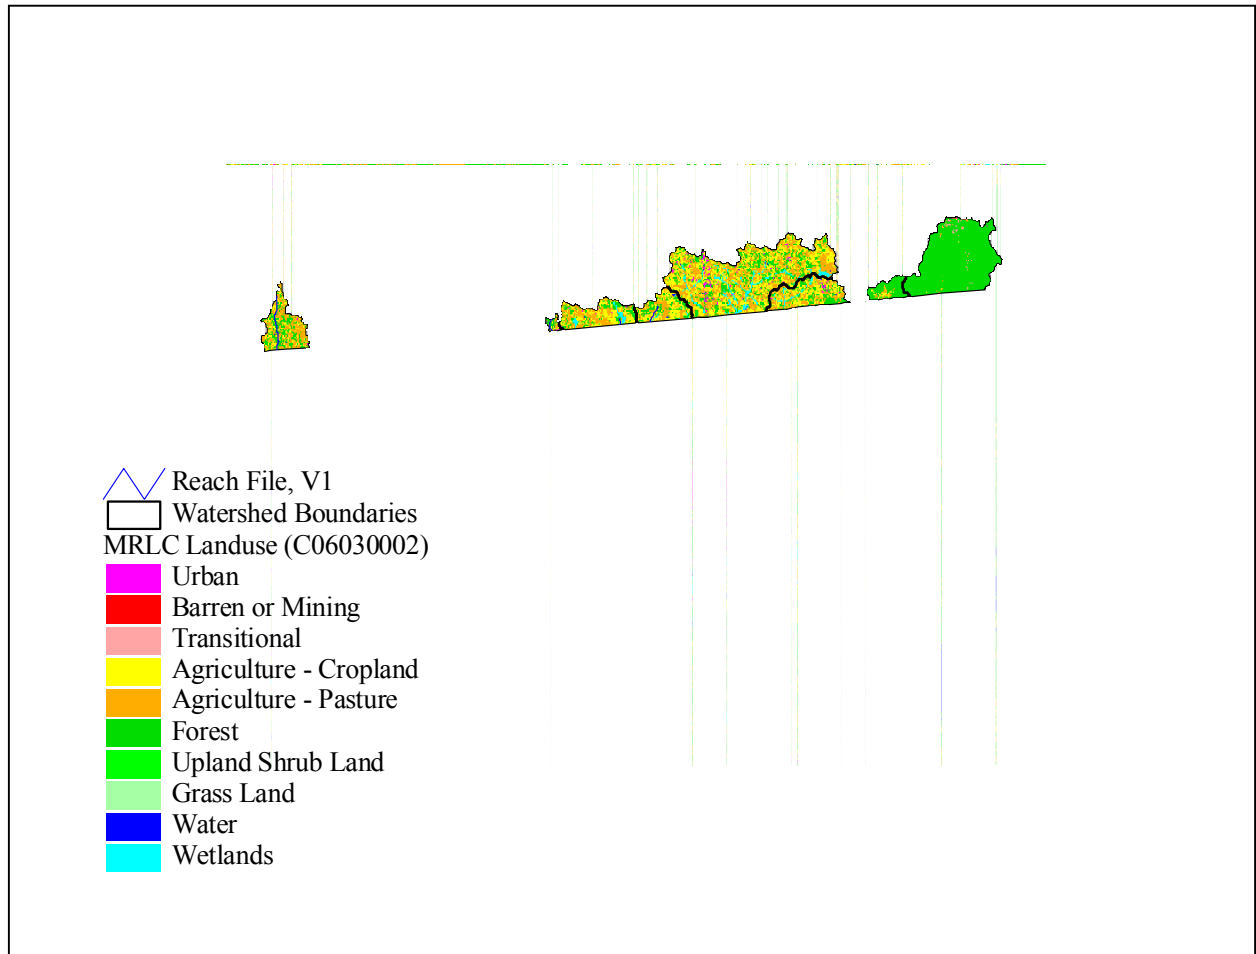 Reach File, V1
Watershed Boundaries
MRLC Landuse (C06030002)
Urban
Barren or Mining
Transitional
Agriculture - Cropland
Agriculture - Pasture
Forest
Upland Shrub Land
Grass Land
Water
Wetlands